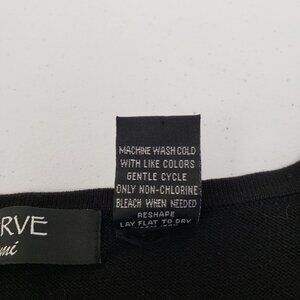 MACHINE WASH COLD
WITH LIKE COLORS
GENTLE CYCLE
ONLY NON-CHLORINE
BLEACH WHEN NEEDED
RESHAPE
LAY FLAT TO DRY
RVE